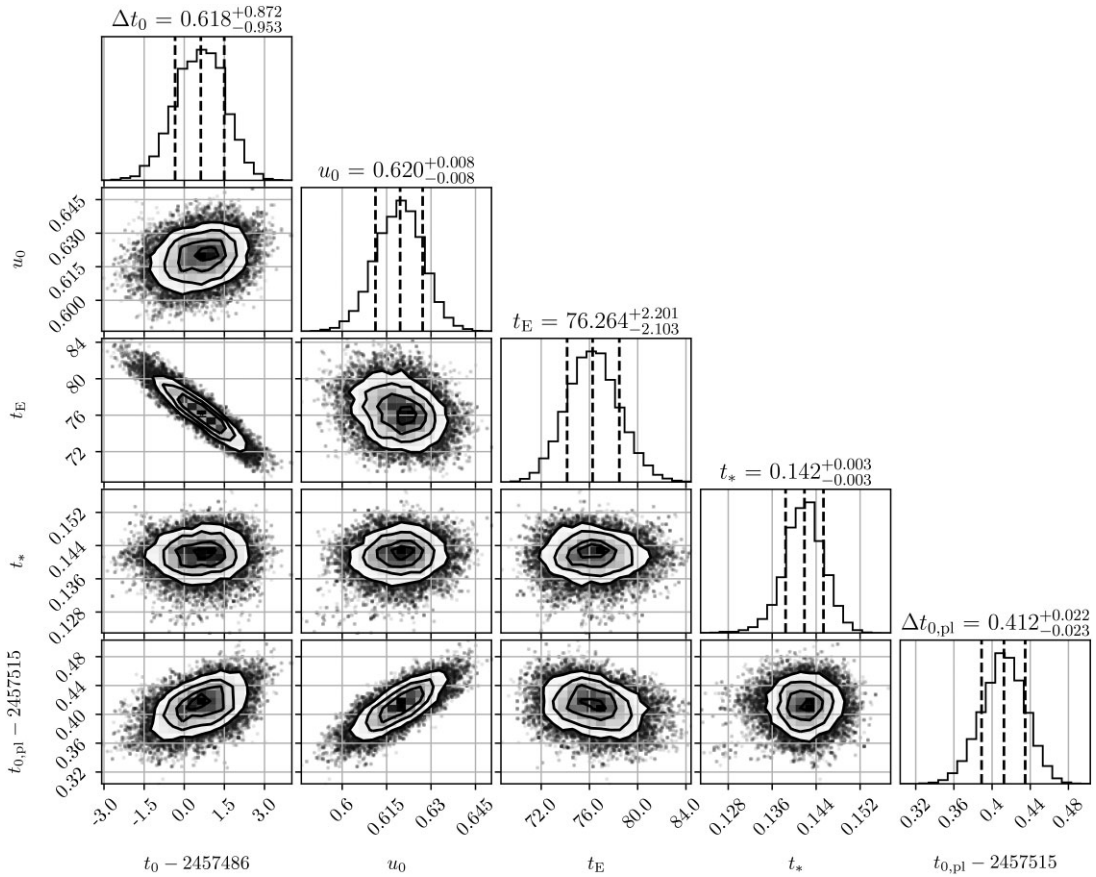 Δt₀ = 0.618⁺⁰·⁸⁷²₋₀.₉₅₃
u₀ = 0.620⁺⁰·⁰⁰⁸₋₀.₀₀₈
0.645
0.630
0.615
0.600
u₀
t_E = 76.264⁺²·²⁰¹₋₂.₁₀₃
84
80
76
72
t_E
t_* = 0.142⁺⁰·⁰⁰³₋₀.₀₀₃
0.152
0.144
0.136
0.128
t_*
Δt₀,pl = 0.412⁺⁰·⁰²²₋₀.₀₂₃
0.48
0.44
0.40
0.36
0.32
t₀,pl − 2457515
-3.0 -1.5 0.0 1.5 3.0 0.6 0.615 0.63 0.645 72.0 76.0 80.0 84.0 0.128 0.136 0.144 0.152 0.32 0.36 0.4 0.44 0.48
t₀ − 2457486 u₀ t_E t_* t₀,pl − 2457515